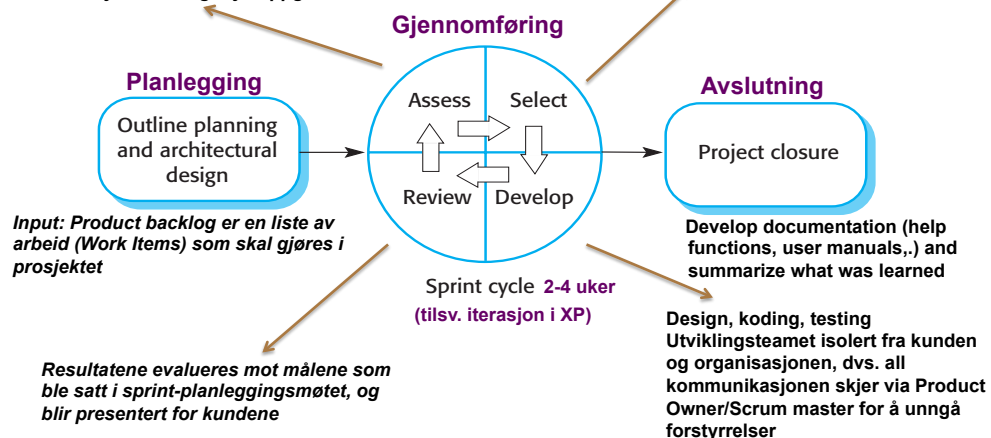 Gjennomføring
Planlegging
Avslutning
Assess
Select
Outline planning
and architectural
design
Project closure
Review
Develop
Input: Product backlog er en liste av
arbeid (Work Items) som skal gjøres i
prosjektet
Develop documentation (help
functions, user manuals,.) and
summarize what was learned
Sprint cycle 2-4 uker
(tilsv. iterasjon i XP)
Design, koding, testing
Utviklingsteamet isolert fra kunden
og organisasjonen, dvs. all
kommunikasjonen skjer via Product
Owner/Scrum master for å unngå
forstyrrelser
Resultatene evalueres mot målene som
ble satt i sprint-planleggingsmøtet, og
blir presentert for kundene